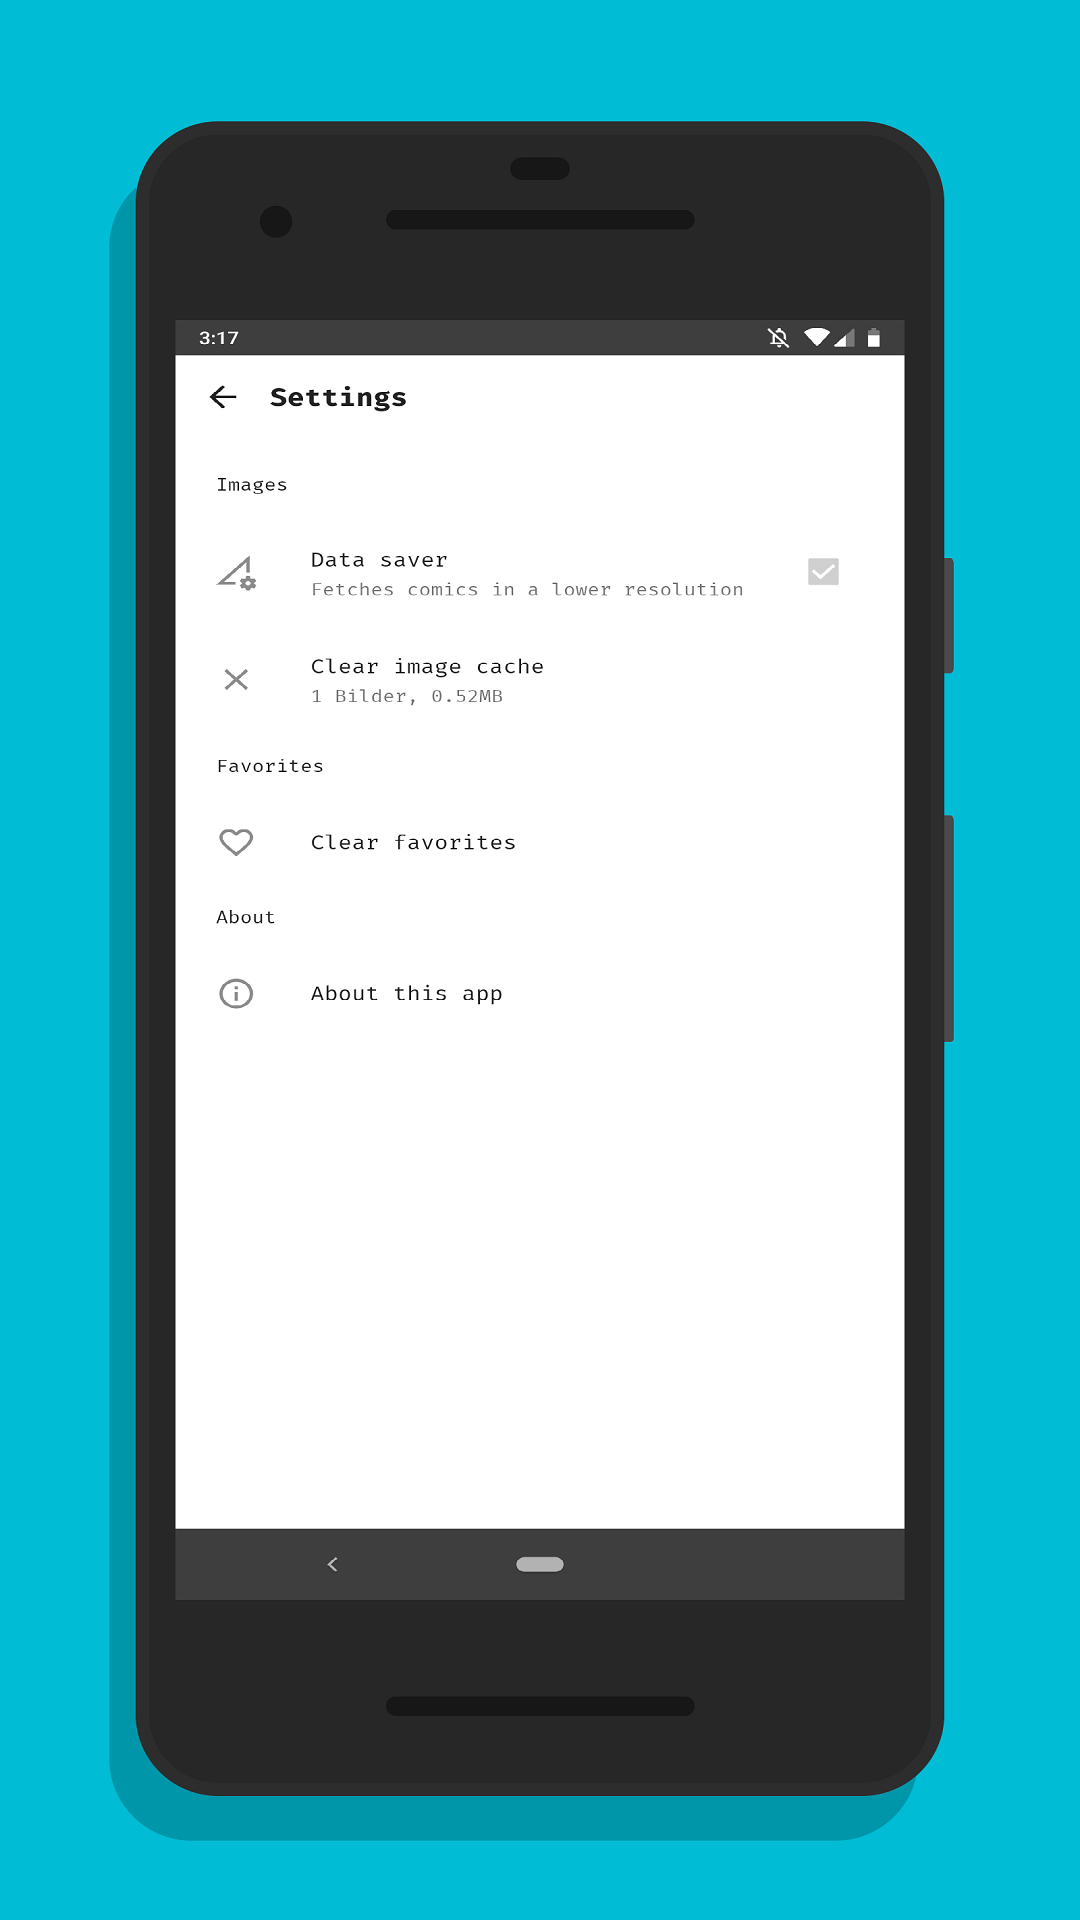 3:17
Settings
Images
Data saver
Fetches comics in a lower resolution
Clear image cache
1 Bilder, 0.52MB
Favorites
Clear favorites
About
About this app